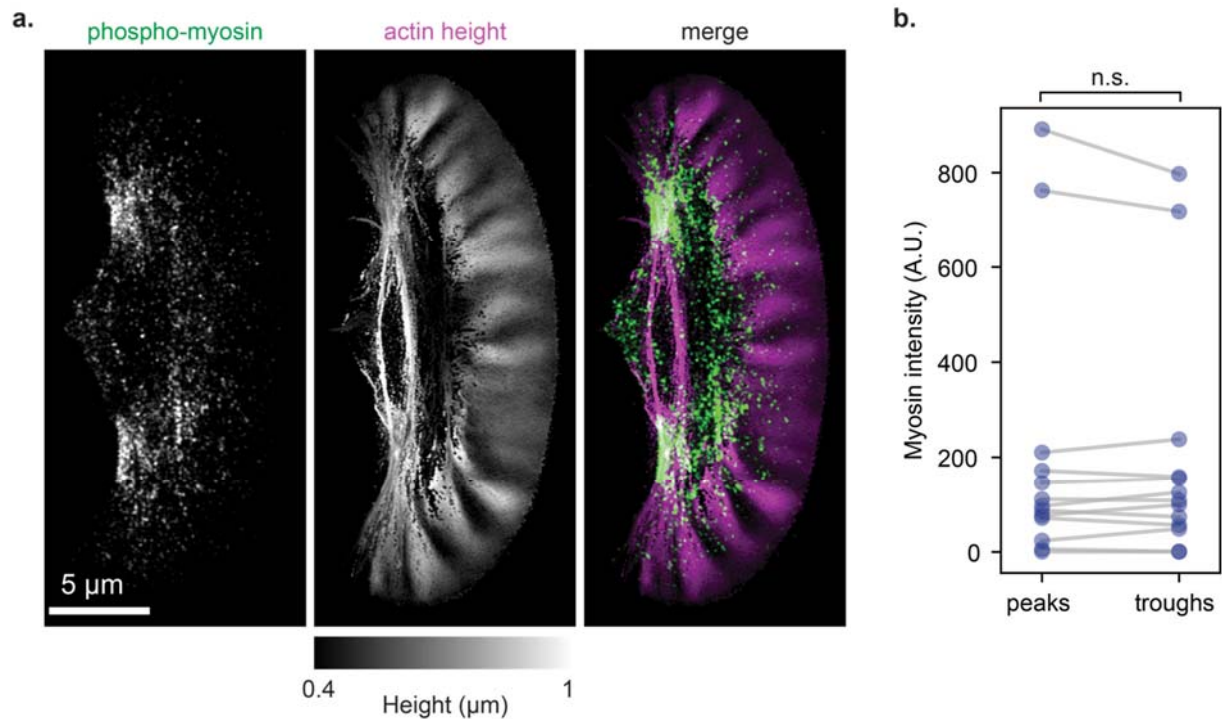 a.
phospho-myosin
actin height
merge
5 µm
0.4
1
Height (µm)
b.
n.s.
Myosin intensity (A.U.)
800
600
400
200
0
peaks
troughs